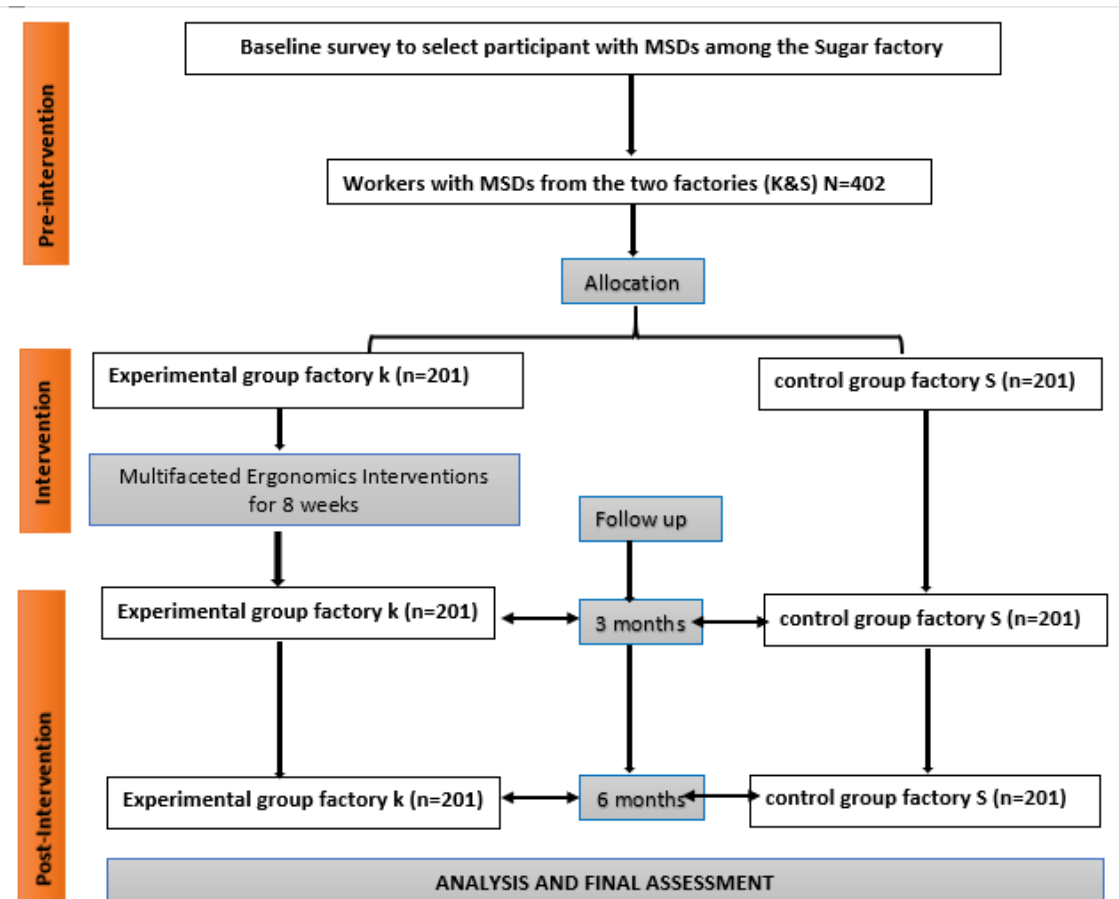 Pre-intervention
Baseline survey to select participant with MSDs among the Sugar factory
Workers with MSDs from the two factories (K&S) N=402
Allocation
Intervention
Experimental group factory k (n=201)
control group factory S (n=201)
Multifaceted Ergonomics Interventions
for 8 weeks
Follow up
Post-Intervention
Experimental group factory k (n=201)
3 months
control group factory S (n=201)
Experimental group factory k (n=201)
6 months
control group factory S (n=201)
ANALYSIS AND FINAL ASSESSMENT